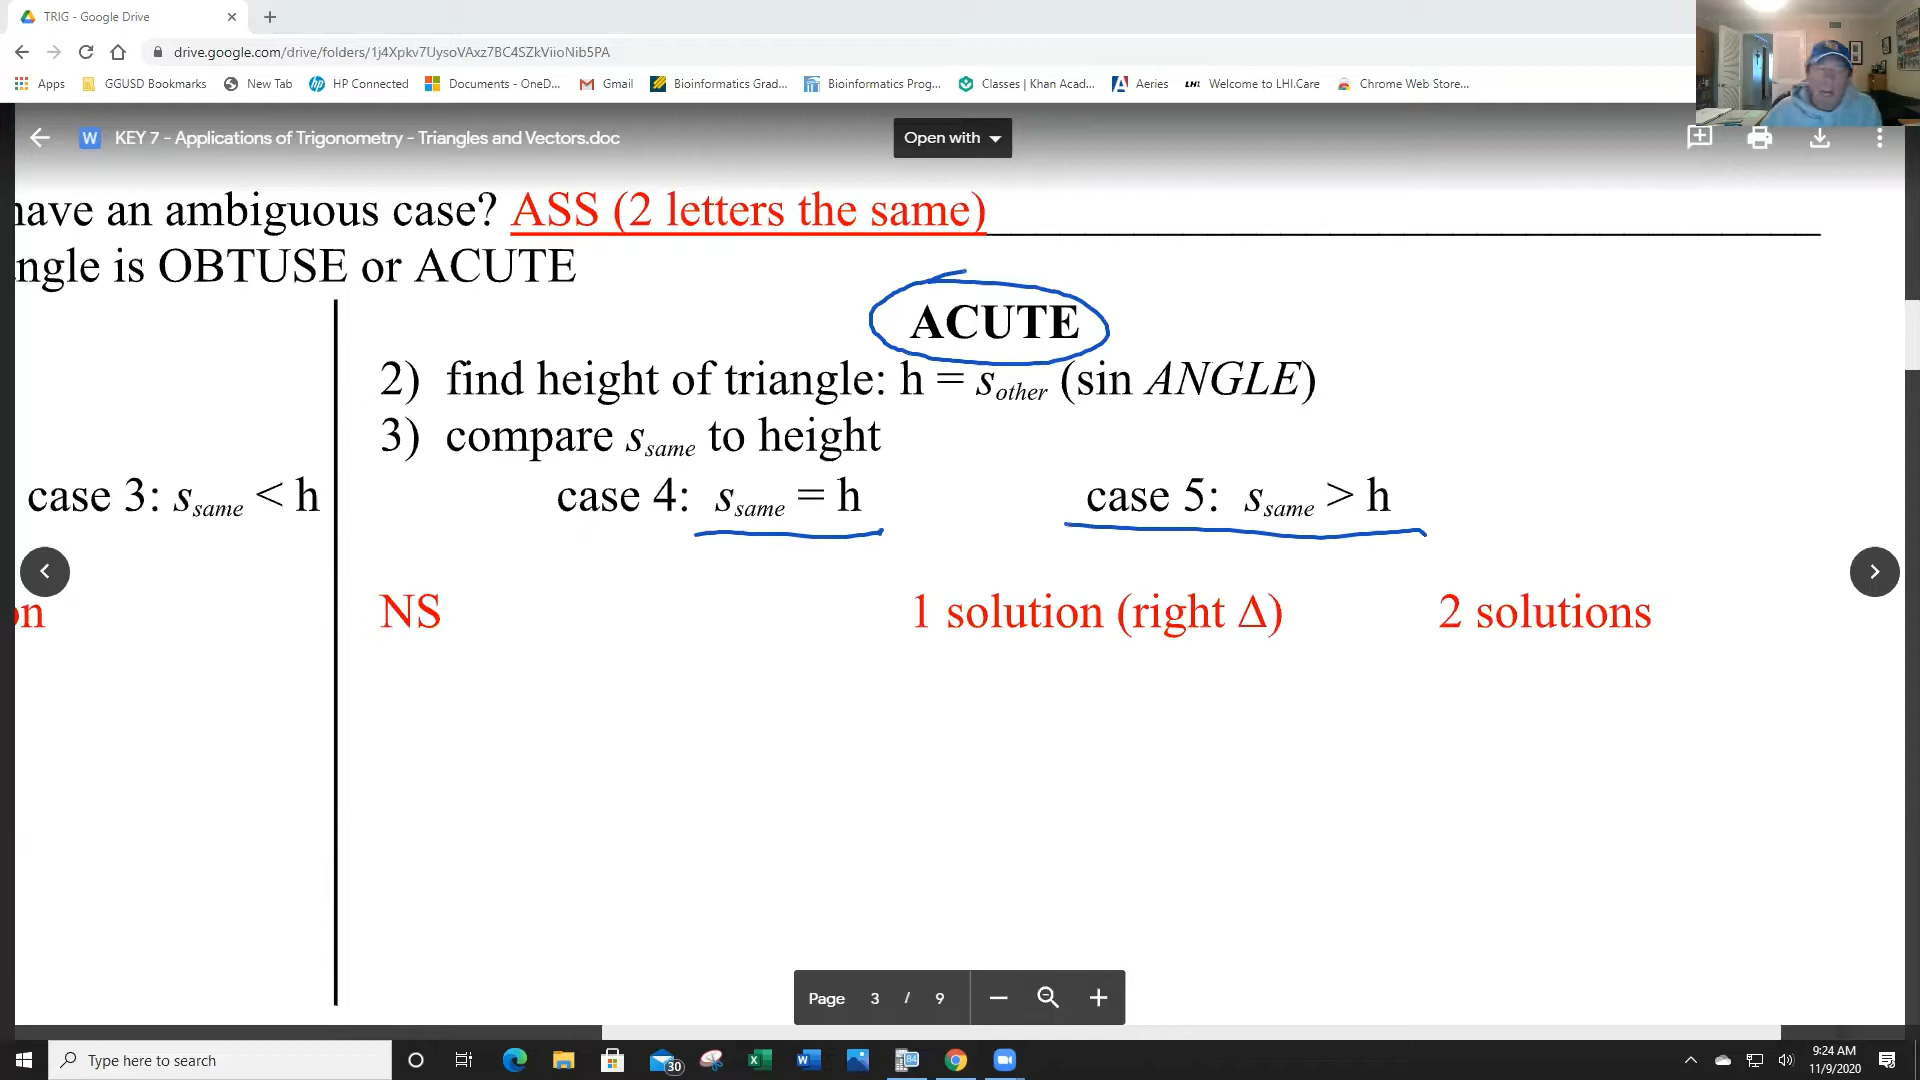 TRIG - Google Drive
drive.google.com/drive/folders/1j4Xpkv7UysoVAxz7BC4SZkViioNib5PA
Apps GGUSD Bookmarks New Tab HP Connected Documents - OneD... Gmail Bioinformatics Grad... Bioinformatics Prog... Classes | Khan Acad... Aeries LH! Welcome to LHI.Care Chrome Web Store...
W KEY 7 - Applications of Trigonometry - Triangles and Vectors.doc Open with
have an ambiguous case? ASS (2 letters the same)
ngle is OBTUSE or ACUTE
ACUTE
2) find height of triangle: h = s_other (sin ANGLE)
3) compare s_same to height
case 3: s_same < h case 4: s_same = h case 5: s_same > h
on NS 1 solution (right Δ) 2 solutions
Page 3 / 9
Type here to search 30 84 9:24 AM
11/9/2020